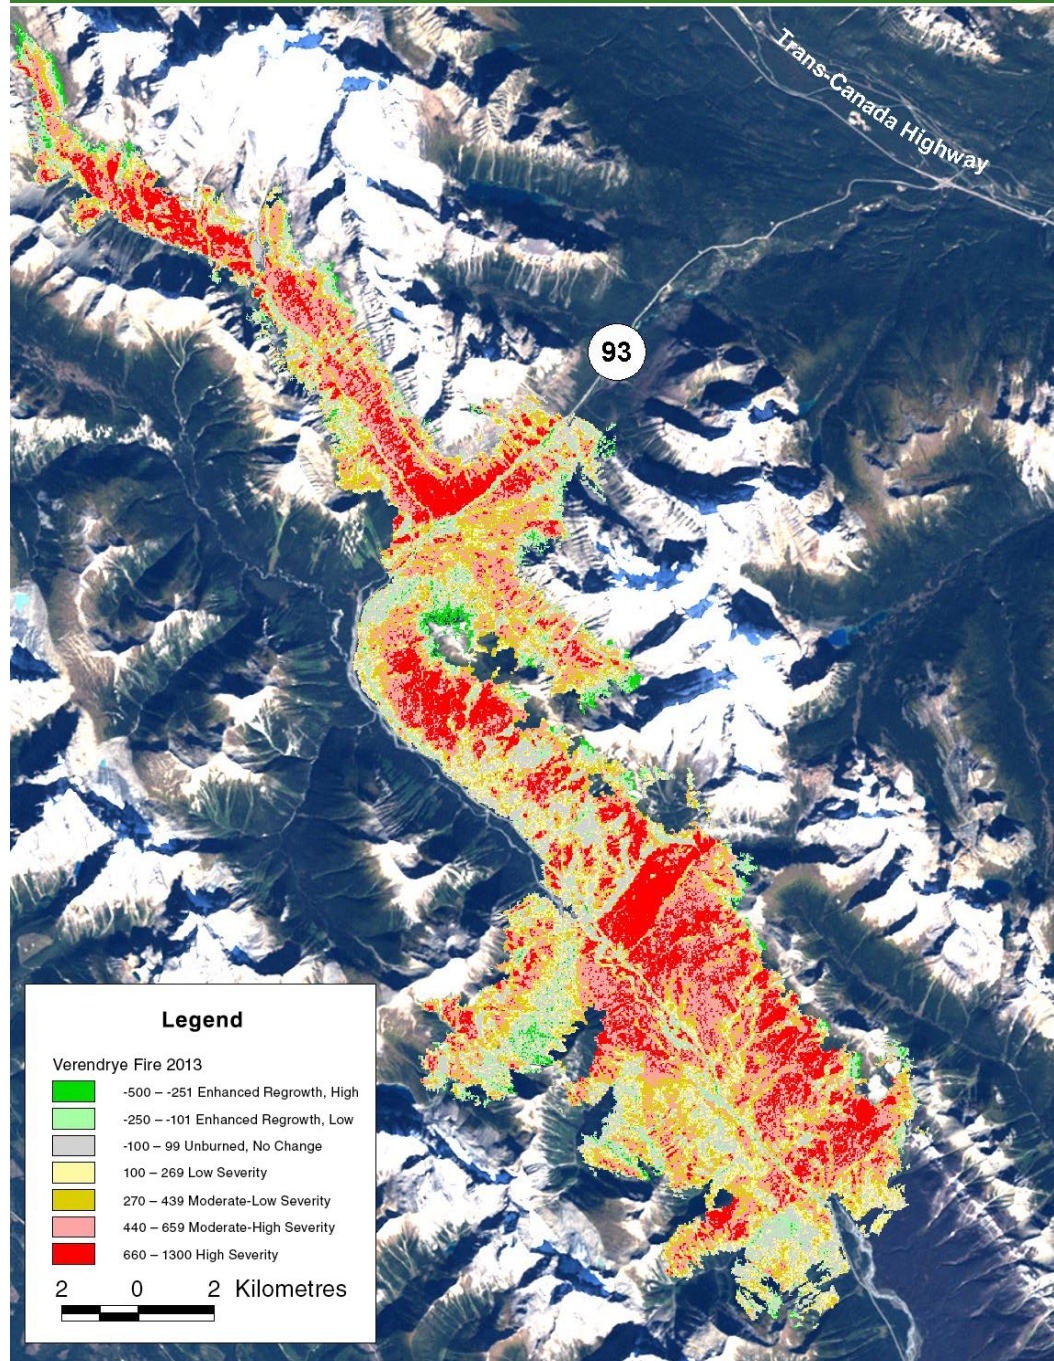 Trans-Canada Highway
93
Legend
Verendrye Fire 2013
-500 – -251 Enhanced Regrowth, High
-250 – -101 Enhanced Regrowth, Low
-100 – 99 Unburned, No Change
100 – 269 Low Severity
270 – 439 Moderate-Low Severity
440 – 659 Moderate-High Severity
660 – 1300 High Severity
2 0 2 Kilometres